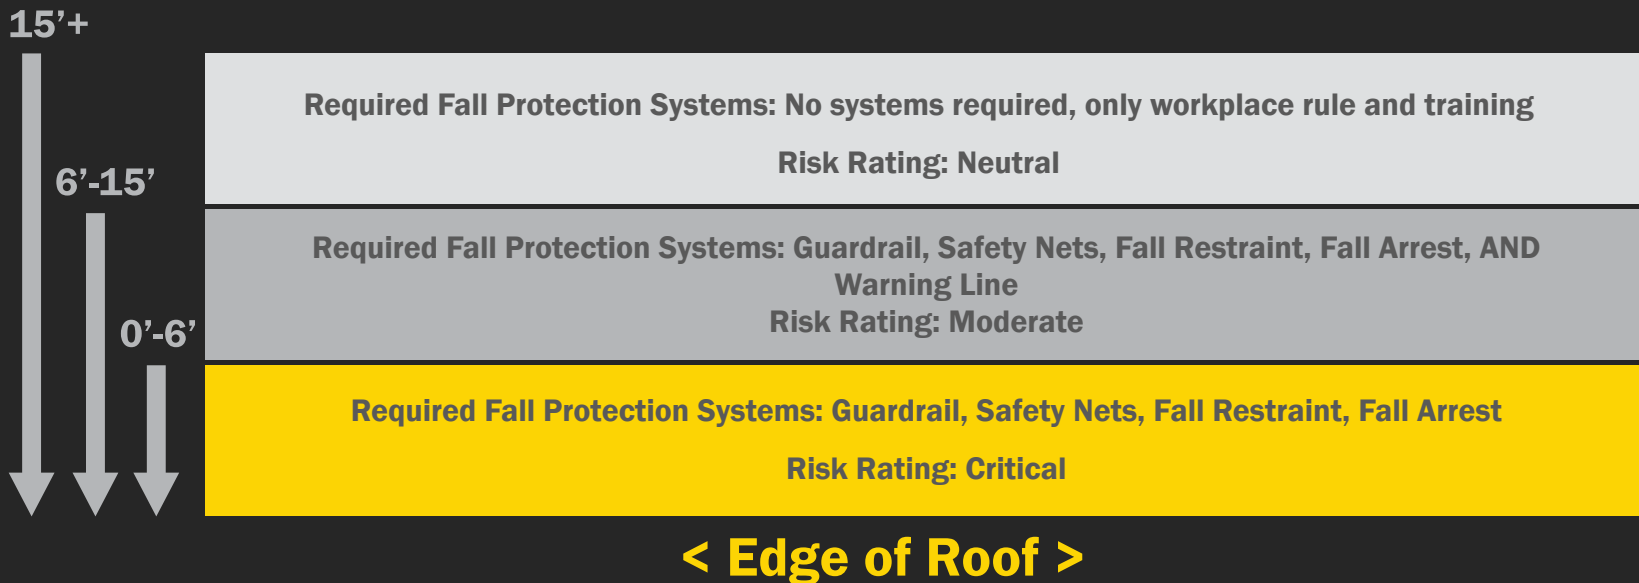 15’+
Required Fall Protection Systems: No systems required, only workplace rule and training
Risk Rating: Neutral
6’-15’
Required Fall Protection Systems: Guardrail, Safety Nets, Fall Restraint, Fall Arrest, AND
Warning Line
Risk Rating: Moderate
0’-6’
Required Fall Protection Systems: Guardrail, Safety Nets, Fall Restraint, Fall Arrest
Risk Rating: Critical
< Edge of Roof >